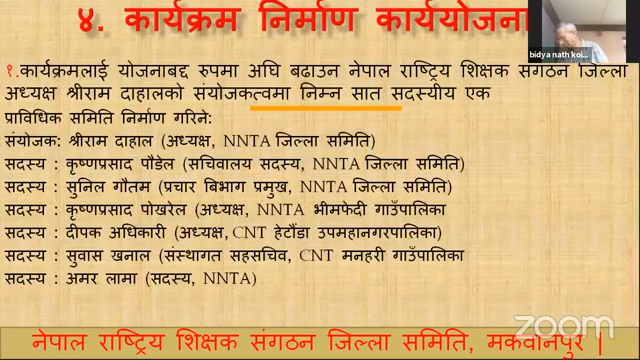 ४. कार्यक्रम निर्माण कार्ययोजना
bidya nath koi...
१.कार्यक्रमलाई योजनाबद्द रुपमा अघि बढाउन नेपाल राष्ट्रिय शिक्षक संगठन जिल्ला
अध्यक्ष श्रीराम दाहालको संयोजकत्वमा निम्न सात सदस्यीय एक
प्राविधिक समिति निर्माण गरिने:
संयोजक: श्रीराम दाहाल (अध्यक्ष, NNTA जिल्ला समिति)
सदस्य : कृष्णप्रसाद पौडेल (सचिवालय सदस्य, NNTA जिल्ला समिति)
सदस्य : सुनिल गौतम (प्रचार बिभाग प्रमुख, NNTA जिल्ला समिति)
सदस्य : कृष्णप्रसाद पोखरेल (अध्यक्ष, NNTA भीमफेदी गाउँपालिका
सदस्य : दीपक अधिकारी (अध्यक्ष, CNT हेटौंडा उपमहानगरपालिका)
सदस्य : सुवास खनाल (संस्थागत सहसचिव, CNT मनहरी गाउँपालिका
सदस्य : अमर लामा (सदस्य, NNTA)
zoom
नेपाल राष्ट्रिय शिक्षक संगठन जिल्ला समिति, मकवानपुर |